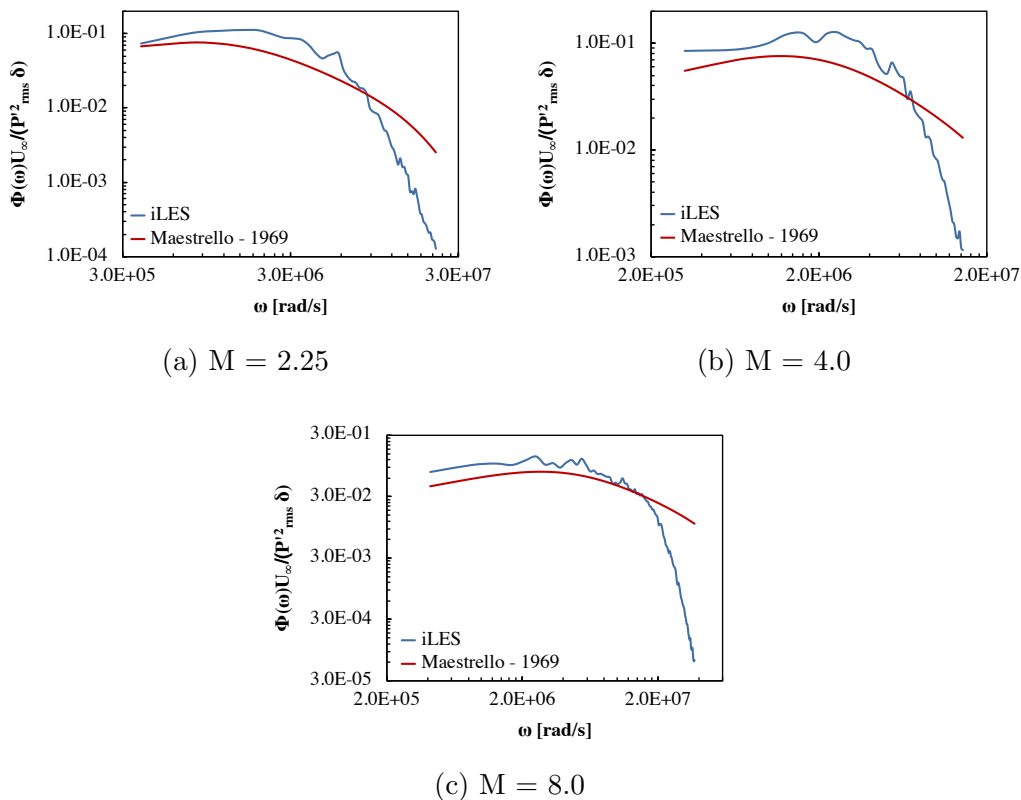 1.0E-01
1.0E-02
1.0E-03
1.0E-04
Φ(ω)U∞/(P'²rms δ)
iLES
Maestrello - 1969
3.0E+05 3.0E+06 3.0E+07
ω [rad/s]
(a) M = 2.25
1.0E-01
1.0E-02
1.0E-03
Φ(ω)U∞/(P'²rms δ)
iLES
Maestrello - 1969
2.0E+05 2.0E+06 2.0E+07
ω [rad/s]
(b) M = 4.0
3.0E-01
3.0E-02
3.0E-03
3.0E-04
3.0E-05
Φ(ω)U∞/(P'²rms δ)
iLES
Maestrello - 1969
2.0E+05 2.0E+06 2.0E+07
ω [rad/s]
(c) M = 8.0